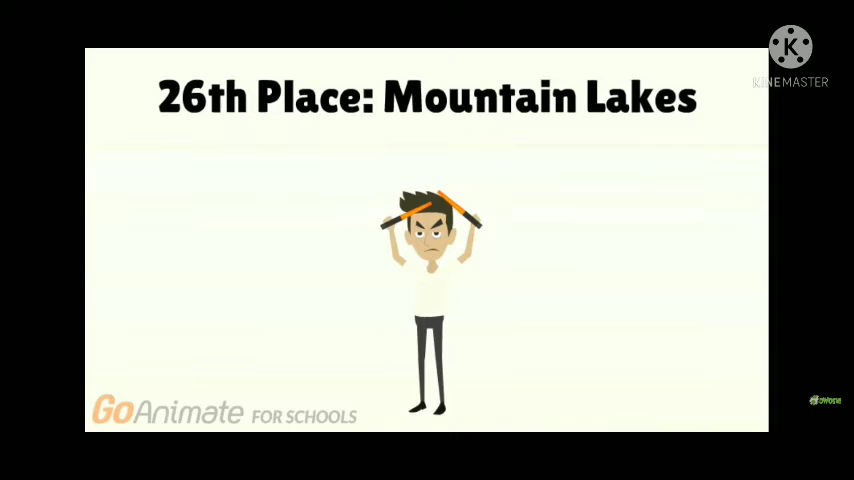 26th Place: Mountain Lakes
K
KINEMASTER
GoAnimate FOR SCHOOLS